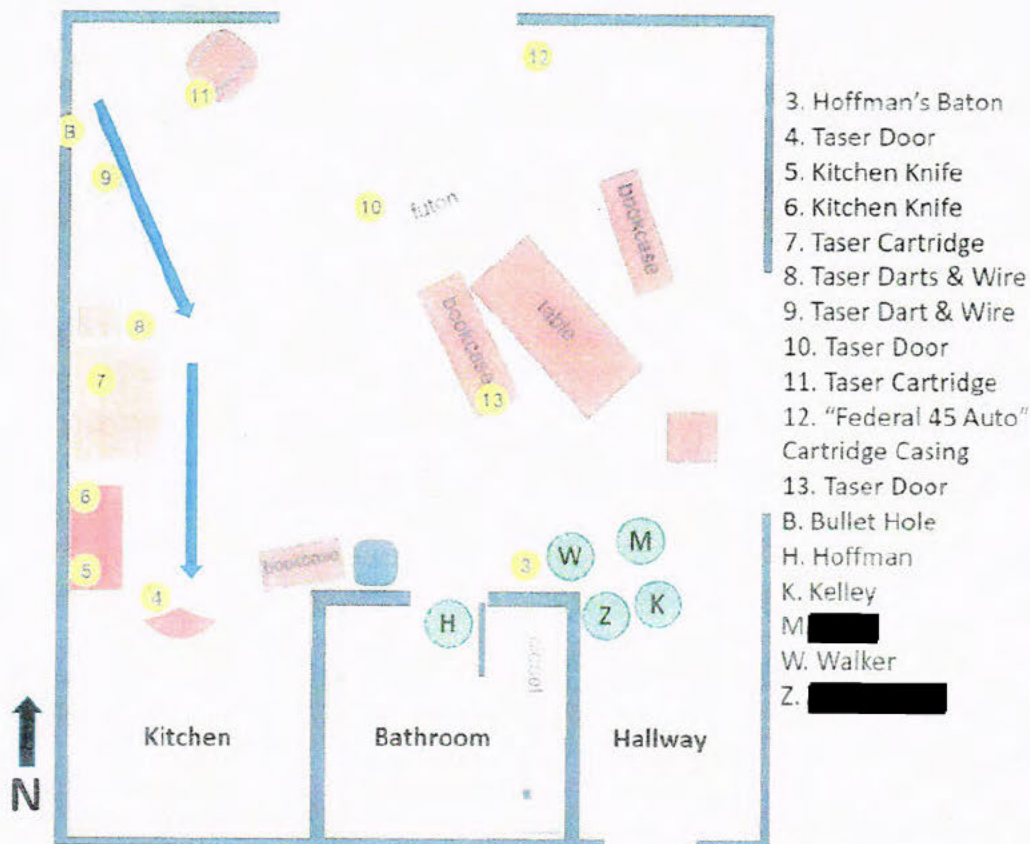 12
11
B
9
10
futon
bookcase
8
bookcase
table
7
13
6
5
4
bookcase
3
W
M
H
Z
K
Kitchen
Bathroom
Hallway
N
3. Hoffman's Baton
4. Taser Door
5. Kitchen Knife
6. Kitchen Knife
7. Taser Cartridge
8. Taser Darts & Wire
9. Taser Dart & Wire
10. Taser Door
11. Taser Cartridge
12. "Federal 45 Auto"
Cartridge Casing
13. Taser Door
B. Bullet Hole
H. Hoffman
K. Kelley
M.
W. Walker
Z.